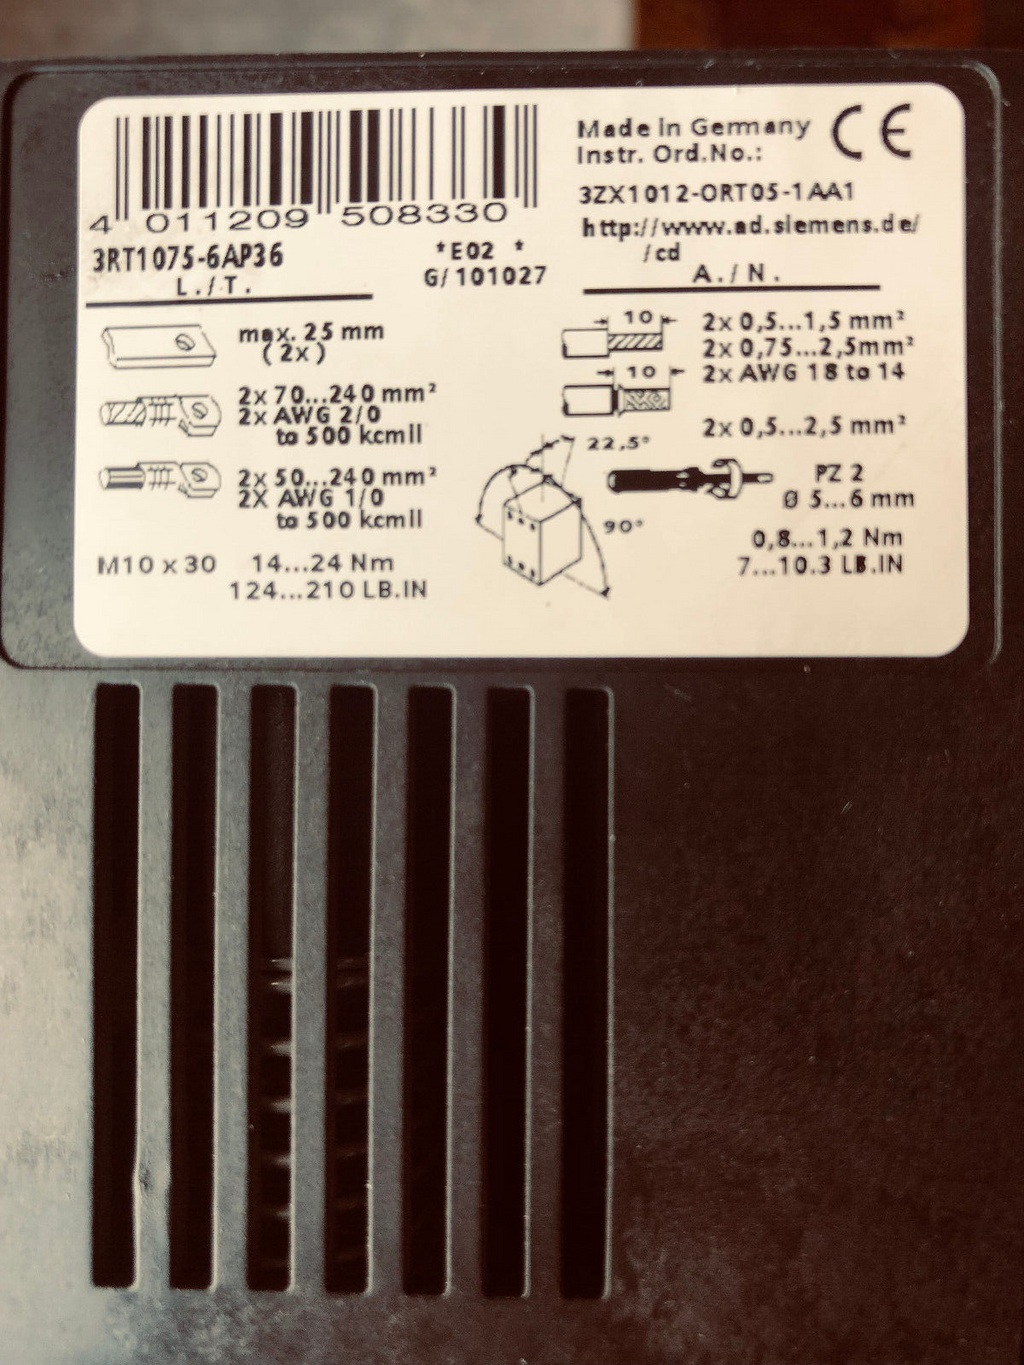 4 011209 508330
3RT1075-6AP36
*E02 *
G/101027
Made in Germany
Instr. Ord.No.:
CE
3ZX1012-0RT05-1AA1
http://www.ad.siemens.de/
/cd
L./T.
max. 25 mm
(2x)
2x 70...240 mm²
2x AWG 2/0
to 500 kcmil
2x 50...240 mm²
2X AWG 1/0
to 500 kcmil
M10 x 30 14...24 Nm
124...210 LB.IN
22,5°
90°
A./N.
10 2x 0,5...1,5 mm²
2x 0,75...2,5mm²
10 2x AWG 18 to 14
2x 0,5...2,5 mm²
PZ 2
Ø 5...6 mm
0,8...1,2 Nm
7...10.3 LB.IN